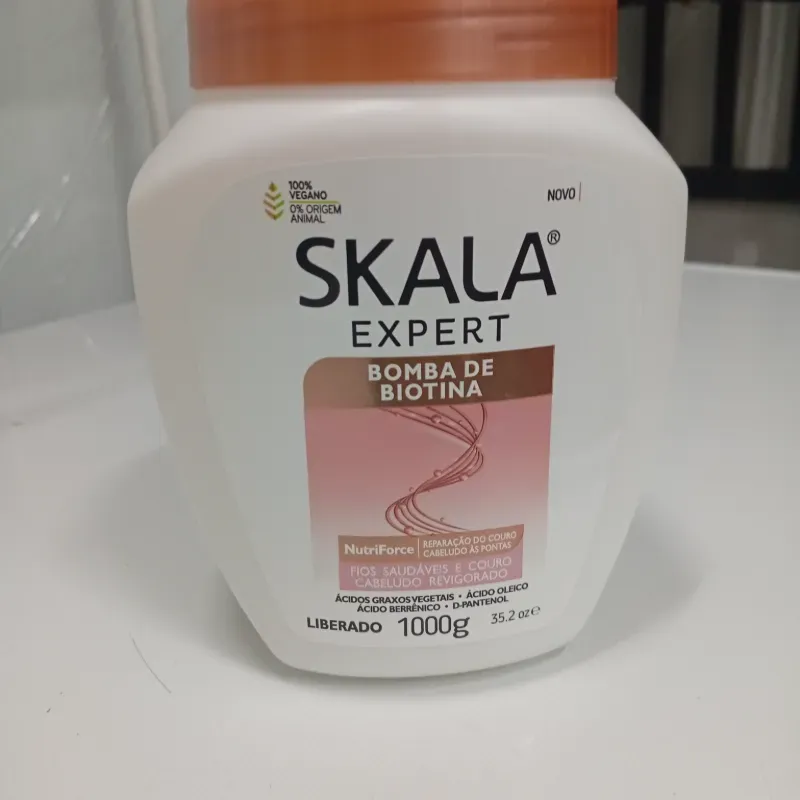 100%
VEGANO
0% ORIGEM
ANIMAL
NOVO
SKALA®
EXPERT
BOMBA DE
BIOTINA
NutriForce
REPARAÇÃO DO COURO
CABELUDO ÀS PONTAS
FIOS SAUDÁVEIS E COURO
CABELUDO REVIGORADO
ÁCIDOS GRAXOS VEGETAIS • ÁCIDO OLEICO
ÁCIDO BERRÊNICO • D-PANTENOL
LIBERADO 1000g 35.2 oz℮